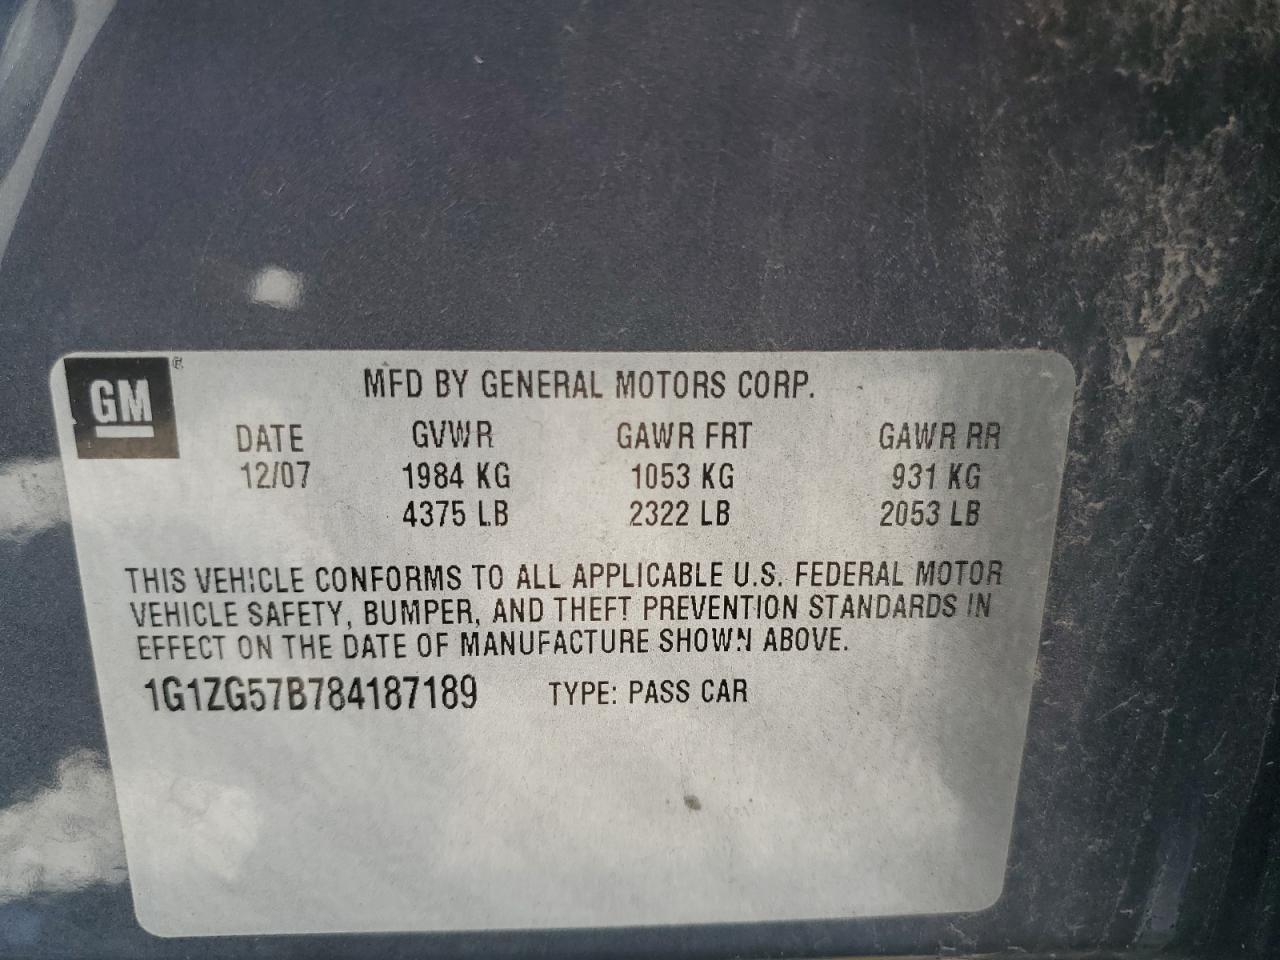 GM ®
MFD BY GENERAL MOTORS CORP.
DATE GVWR GAWR FRT GAWR RR
12/07 1984 KG 1053 KG 931 KG
4375 LB 2322 LB 2053 LB
THIS VEHICLE CONFORMS TO ALL APPLICABLE U.S. FEDERAL MOTOR
VEHICLE SAFETY, BUMPER, AND THEFT PREVENTION STANDARDS IN
EFFECT ON THE DATE OF MANUFACTURE SHOWN ABOVE.
1G1ZG57B784187189 TYPE: PASS CAR